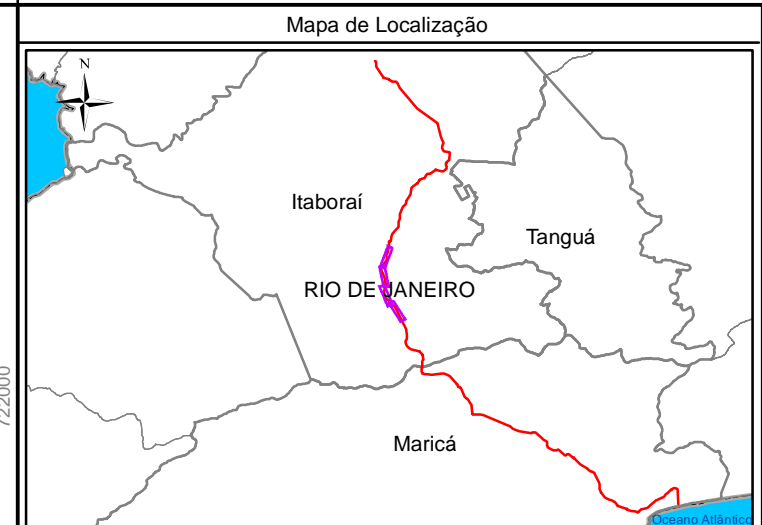 Mapa de Localização
N
Itaboraí
Tanguá
RIO DE JANEIRO
722000
Maricá
Oceano Atlântico